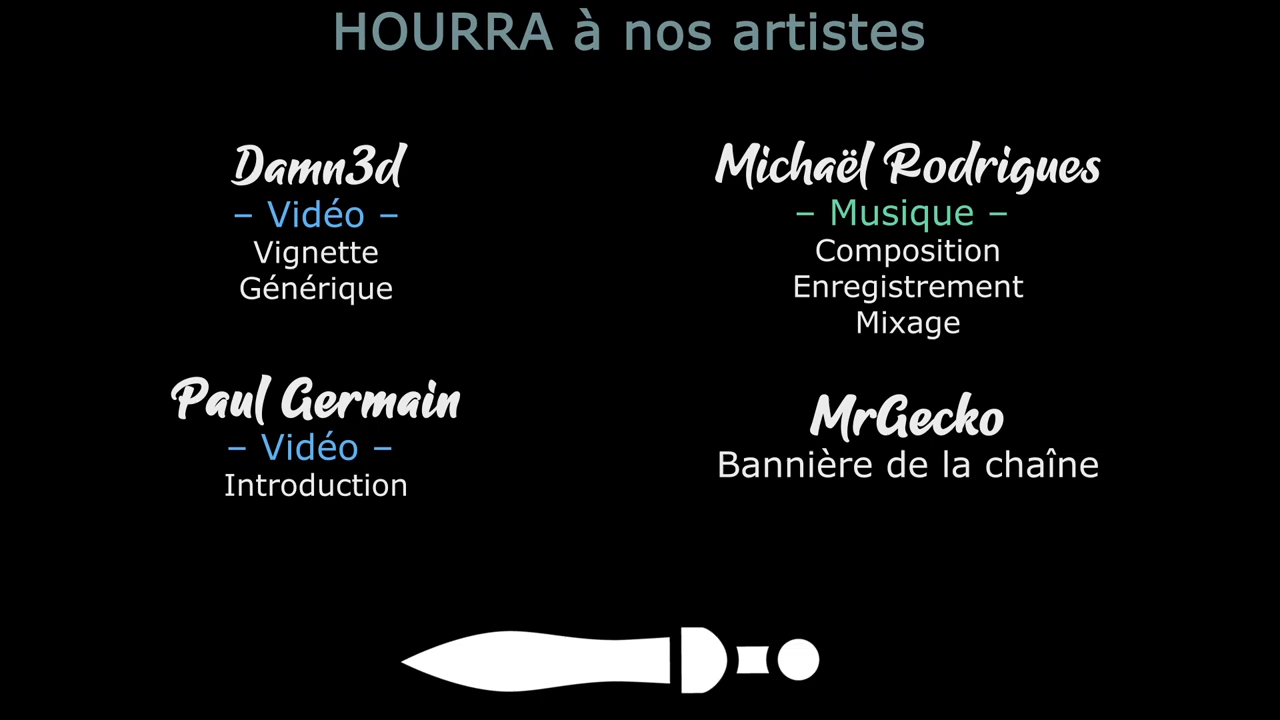 HOURRA à nos artistes
Damn3d
– Vidéo –
Vignette
Générique
Michaël Rodrigues
– Musique –
Composition
Enregistrement
Mixage
Paul Germain
– Vidéo –
Introduction
MrGecko
Bannière de la chaîne